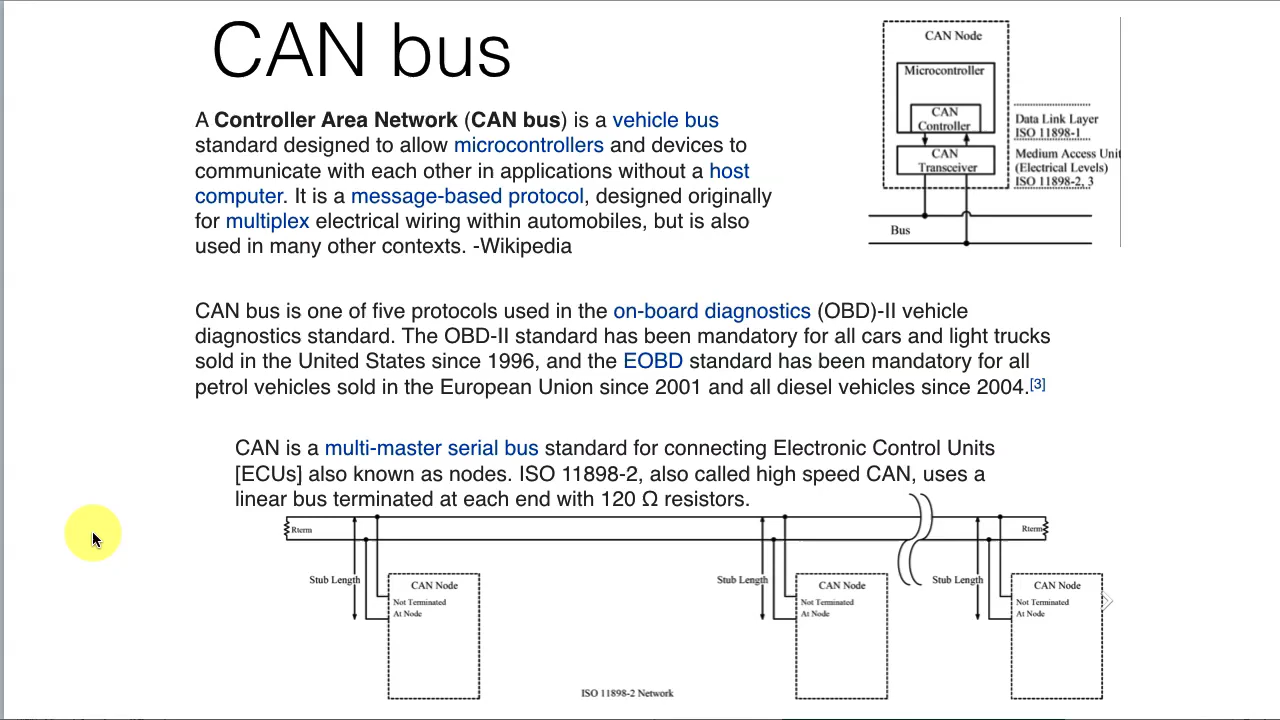 CAN bus
A Controller Area Network (CAN bus) is a vehicle bus
standard designed to allow microcontrollers and devices to
communicate with each other in applications without a host
computer. It is a message-based protocol, designed originally
for multiplex electrical wiring within automobiles, but is also
used in many other contexts. -Wikipedia
CAN Node
Microcontroller
CAN
Controller
CAN
Transceiver
Data Link Layer
ISO 11898-1
Medium Access Unit
(Electrical Levels)
ISO 11898-2, 3
Bus
CAN bus is one of five protocols used in the on-board diagnostics (OBD)-II vehicle
diagnostics standard. The OBD-II standard has been mandatory for all cars and light trucks
sold in the United States since 1996, and the EOBD standard has been mandatory for all
petrol vehicles sold in the European Union since 2001 and all diesel vehicles since 2004.[3]
CAN is a multi-master serial bus standard for connecting Electronic Control Units
[ECUs] also known as nodes. ISO 11898-2, also called high speed CAN, uses a
linear bus terminated at each end with 120 Ω resistors.
Rterm
Rterm
Stub Length
CAN Node
Not Terminated
At Node
Stub Length
CAN Node
Not Terminated
At Node
Stub Length
CAN Node
Not Terminated
At Node
ISO 11898-2 Network